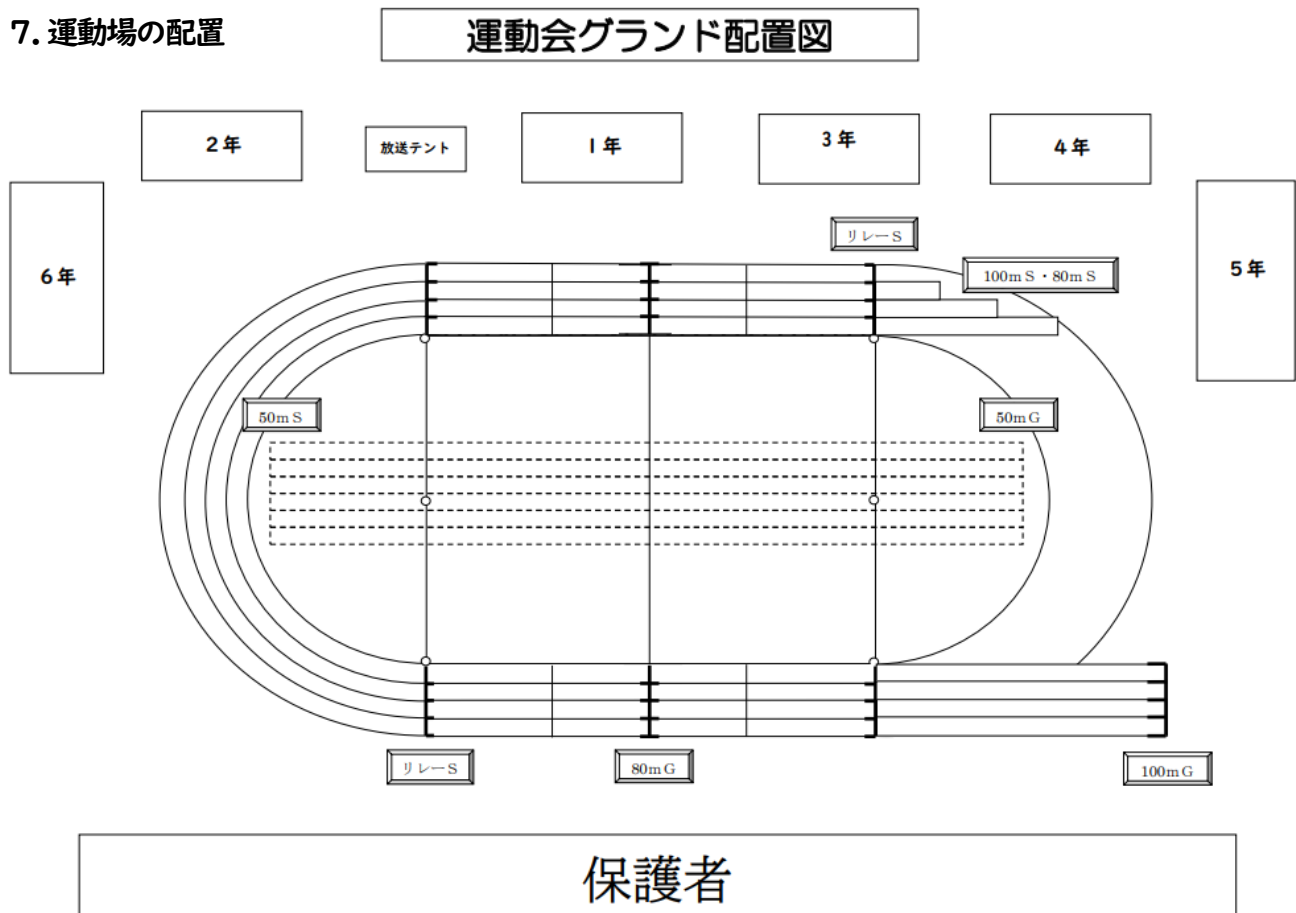 7. 運動場の配置
運動会グランド配置図
2年
放送テント
1年
3年
4年
6年
5年
リレーS
100mS・80mS
50mS
50mG
リレーS
80mG
100mG
保護者